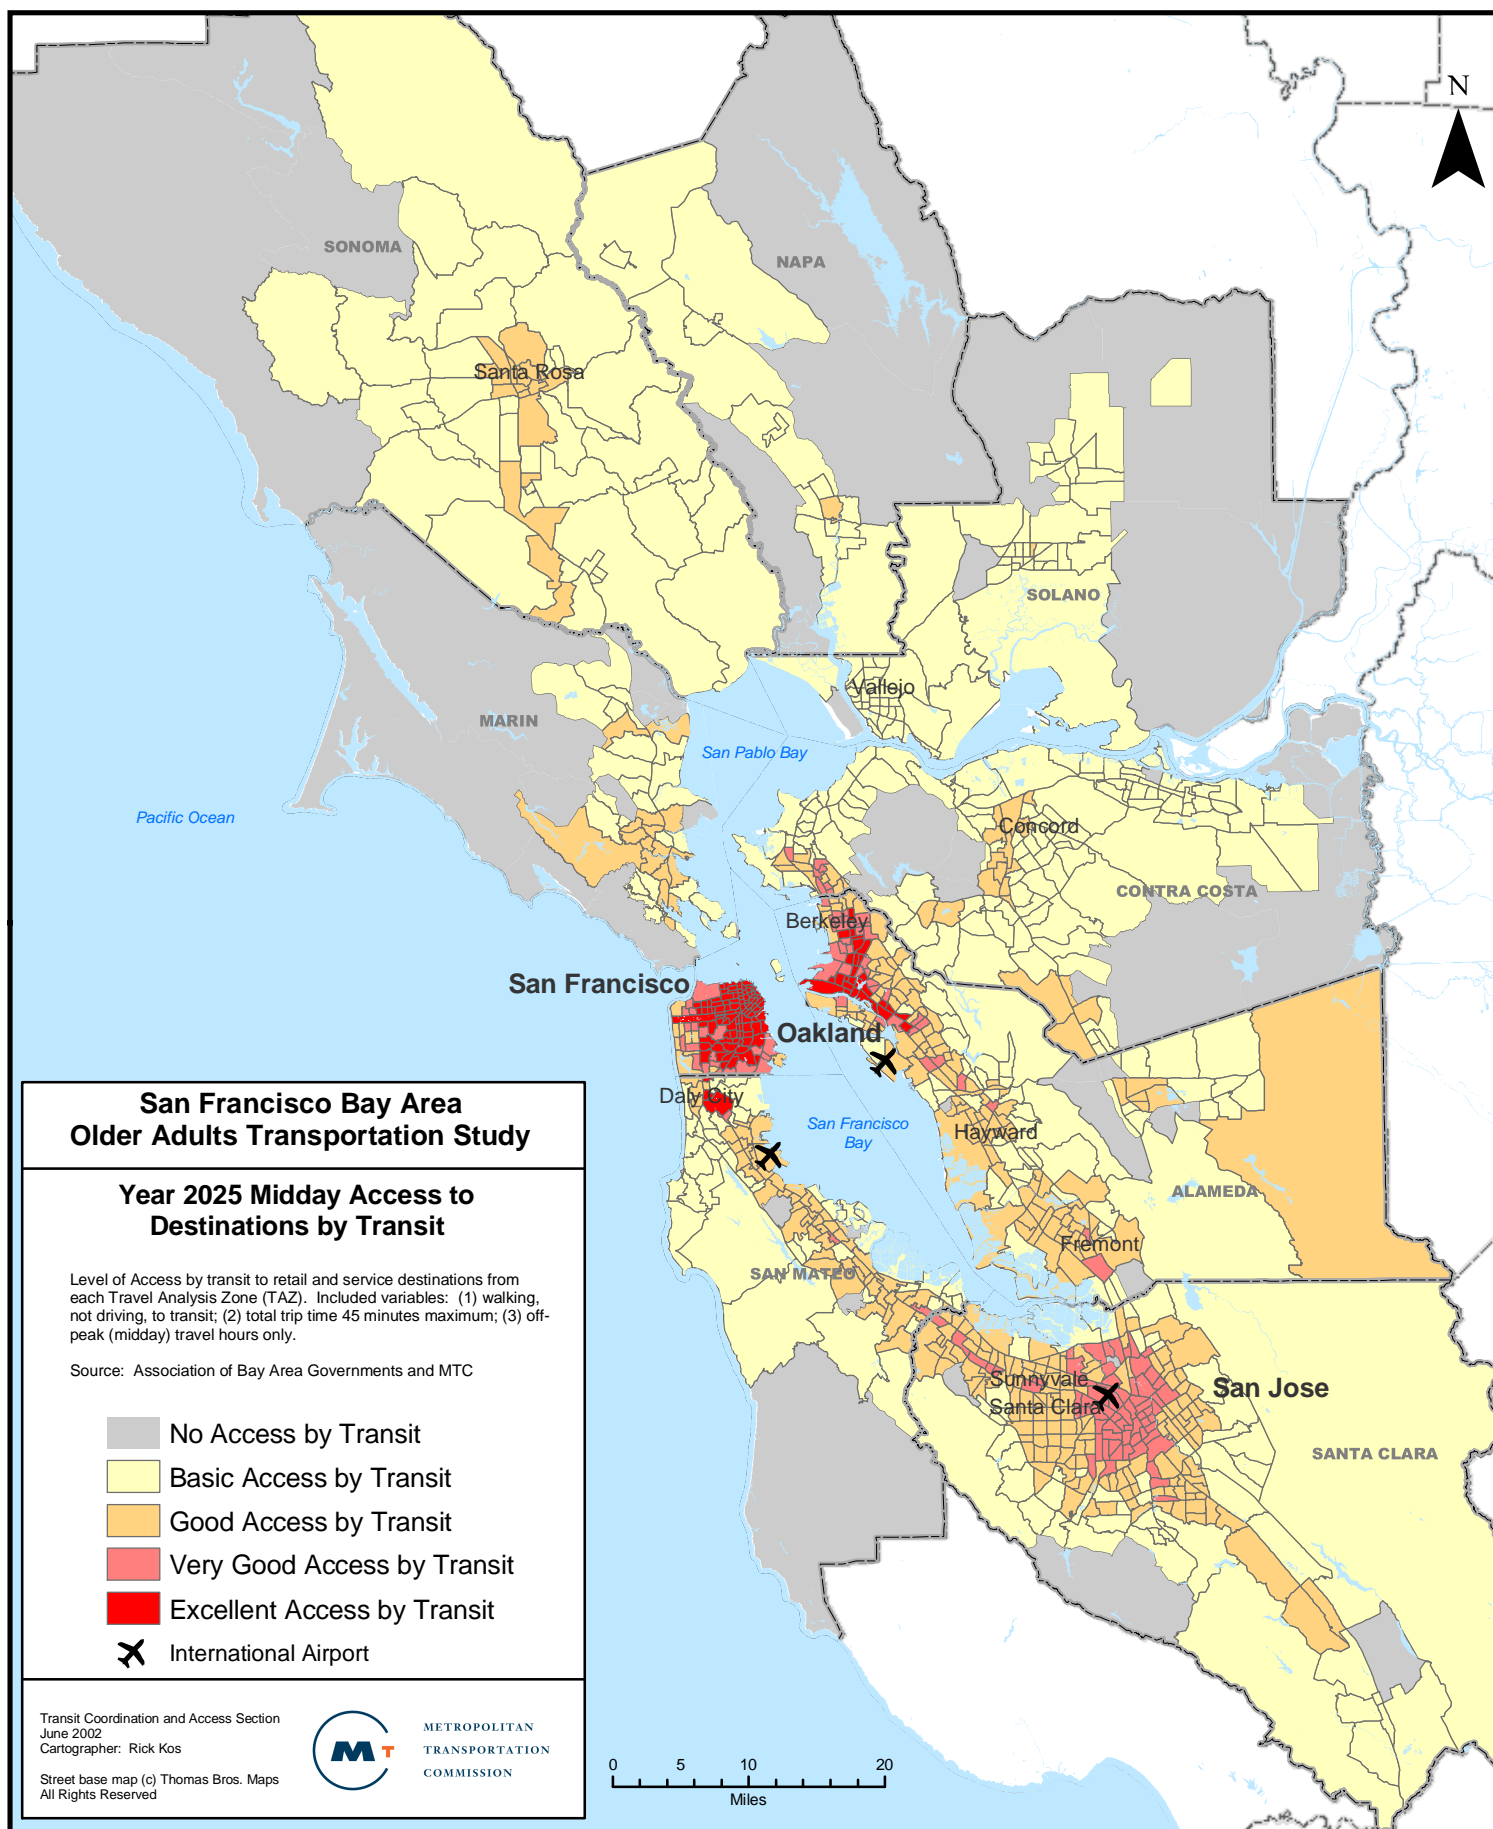 N
SONOMA
NAPA
Santa Rosa
SOLANO
Vallejo
MARIN
San Pablo Bay
Pacific Ocean
Concord
CONTRA COSTA
Berkeley
San Francisco
Oakland
Daly City
San Francisco
Bay
Hayward
ALAMEDA
Fremont
SAN MATEO
Sunnyvale
San Jose
Santa Clara
SANTA CLARA
San Francisco Bay Area
Older Adults Transportation Study
Year 2025 Midday Access to
Destinations by Transit
Level of Access by transit to retail and service destinations from
each Travel Analysis Zone (TAZ). Included variables: (1) walking,
not driving, to transit; (2) total trip time 45 minutes maximum; (3) off-
peak (midday) travel hours only.
Source: Association of Bay Area Governments and MTC
No Access by Transit
Basic Access by Transit
Good Access by Transit
Very Good Access by Transit
Excellent Access by Transit
International Airport
Transit Coordination and Access Section
June 2002
Cartographer: Rick Kos
Street base map (c) Thomas Bros. Maps
All Rights Reserved
M T
METROPOLITAN
TRANSPORTATION
COMMISSION
0 5 10 20
Miles